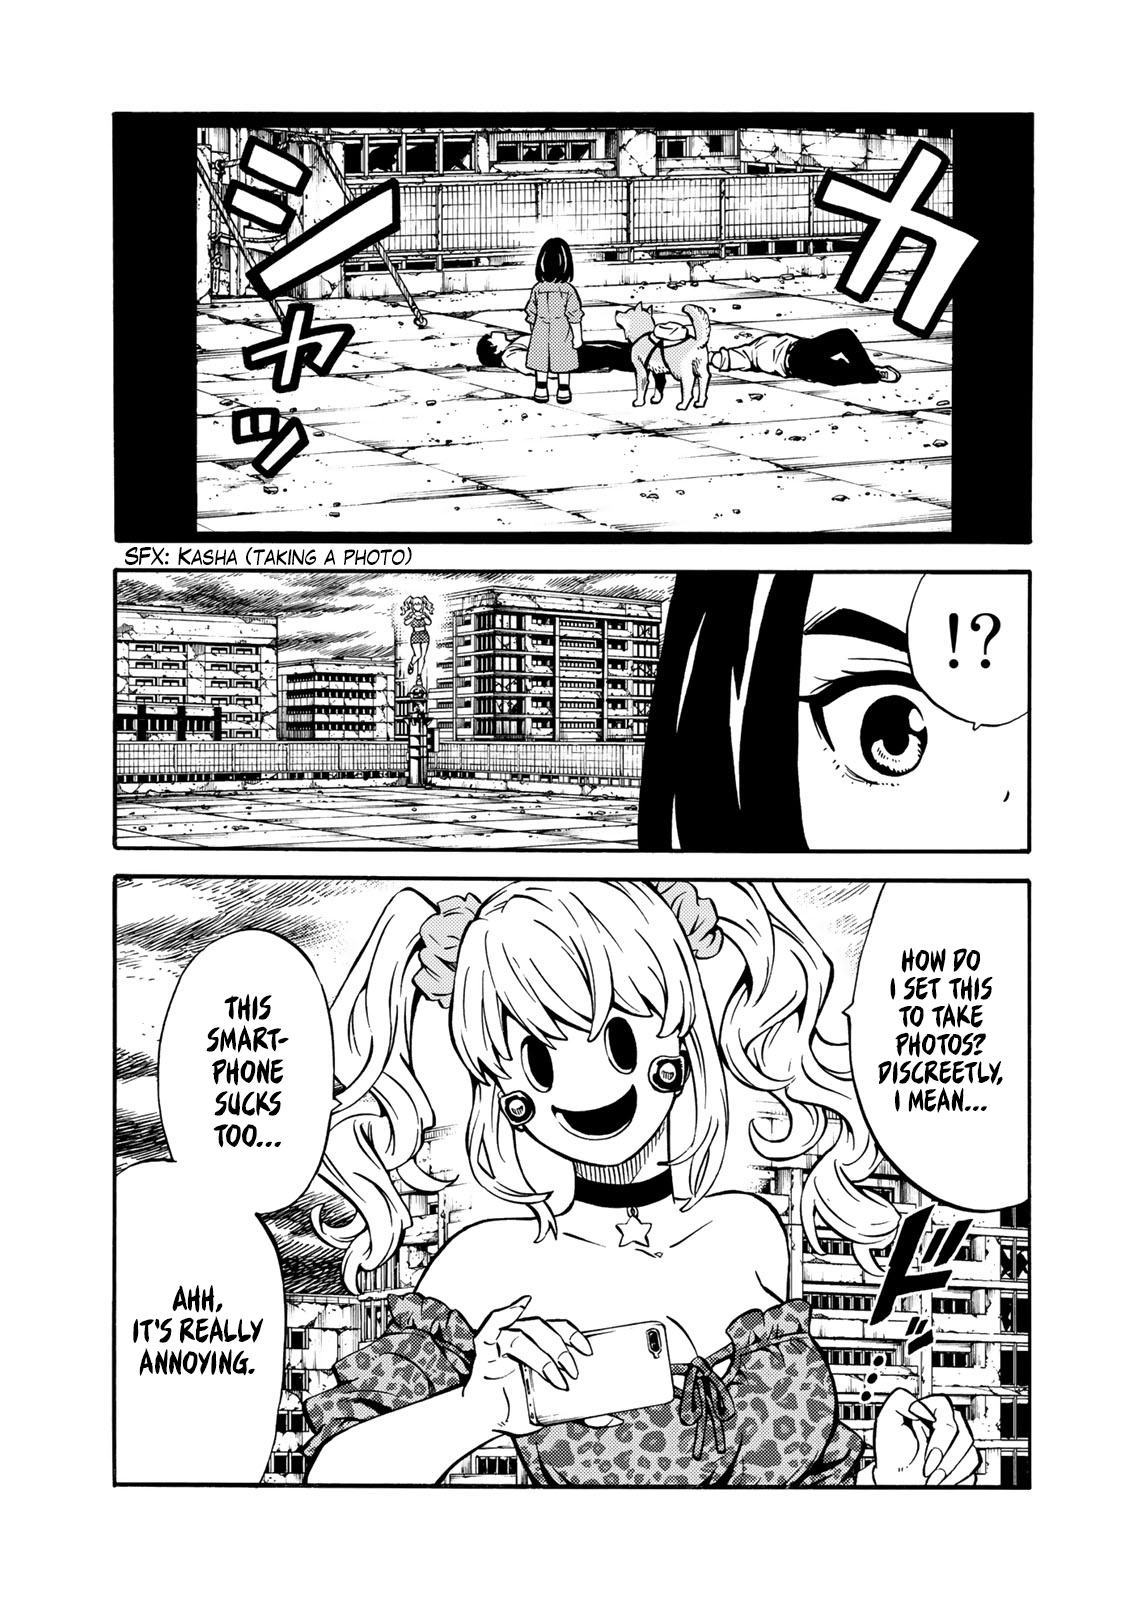 カ
シャッ
SFX: KASHA (TAKING A PHOTO)
!?
HOW DO
I SET THIS
TO TAKE
PHOTOS?
DISCREETLY,
I MEAN...
THIS
SMART-
PHONE
SUCKS
TOO...
AHH,
IT'S REALLY
ANNOYING.
ドッ…